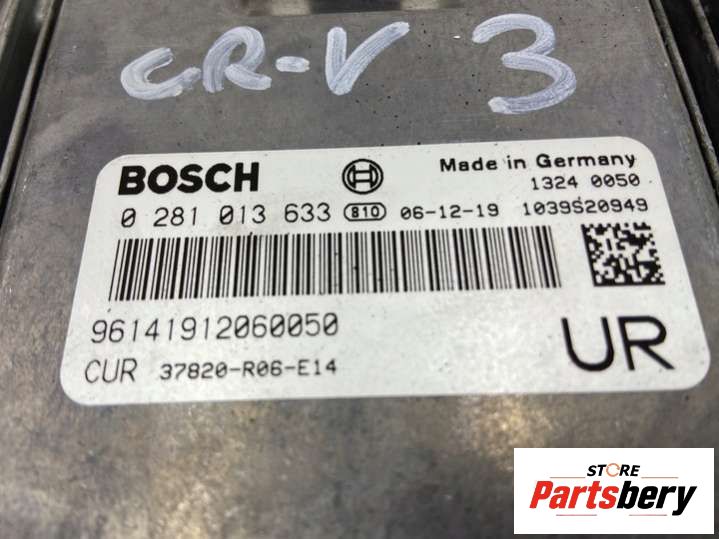 CR-V 3
BOSCH
Made in Germany
1324 0050
0 281 013 633 B10 06-12-19 1039S20949
96141912060050
UR
CUR 37820-R06-E14
STORE
Partsbery